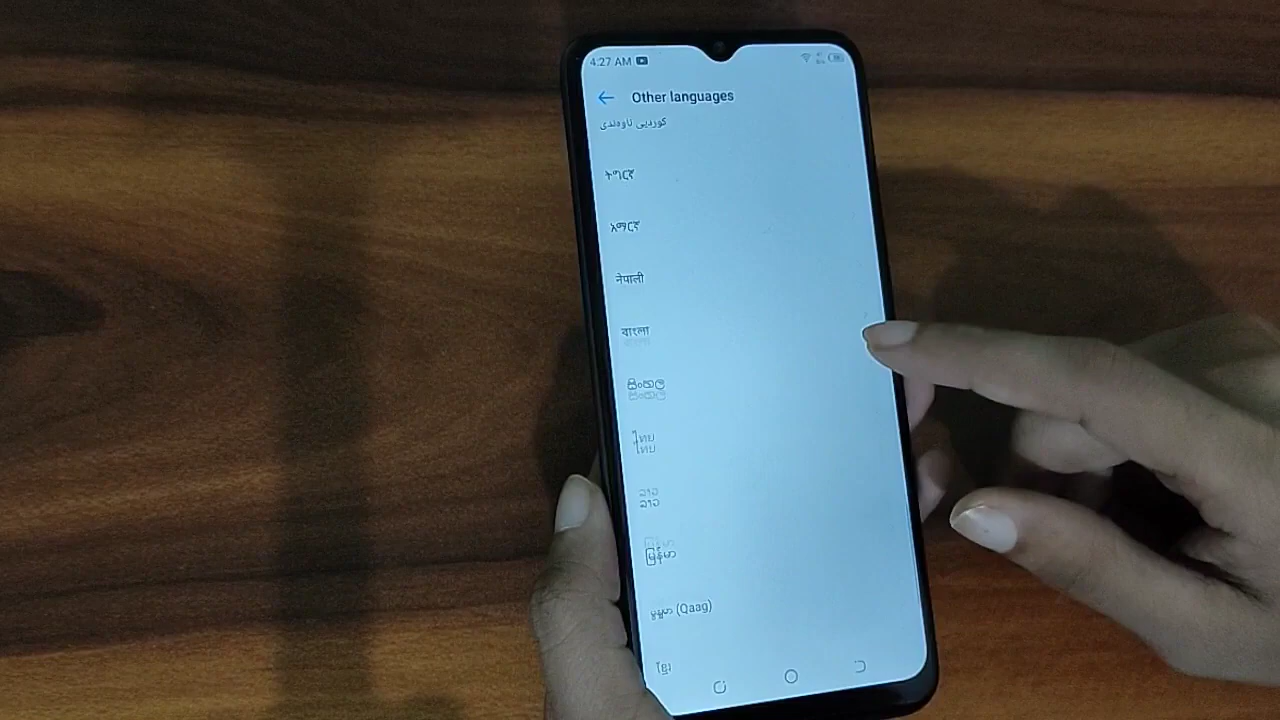 4:27 AM
Other languages
کوردیی ناوەندی
ትግርኛ
አማርኛ
नेपाली
বাংলা
සිංහල
ไทย
ລາວ
မြန်မာ
ျမန္မာ (Qaag)
ខ្មែរ